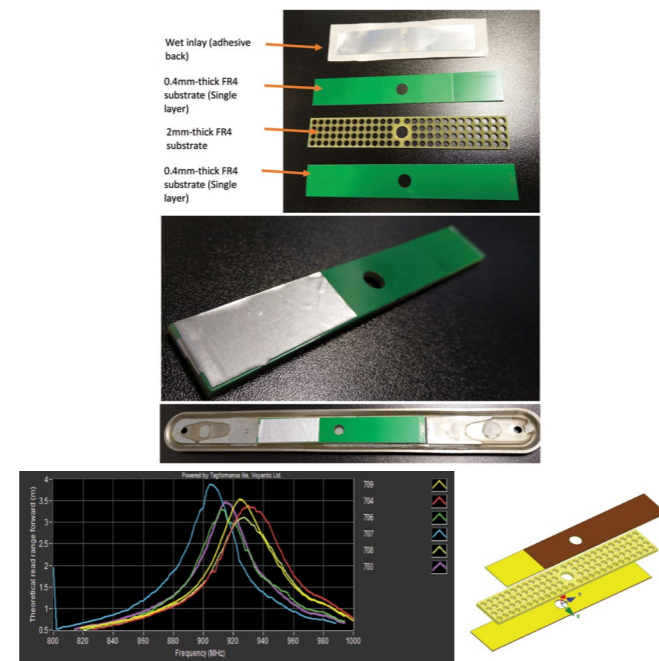 Wet inlay (adhesive
back)
0.4mm-thick FR4
substrate (Single
layer)
2mm-thick FR4
substrate
0.4mm-thick FR4
substrate (Single
layer)
Powered by Tagformance lite, Voyantic Ltd.
Theoretical read range forward (m)
4
3.5
3
2.5
2
1.5
1
0.5
800
820
840
860
880
900
920
940
960
980
1000
Frequency (MHz)
709
704
706
707
708
703
Y
X